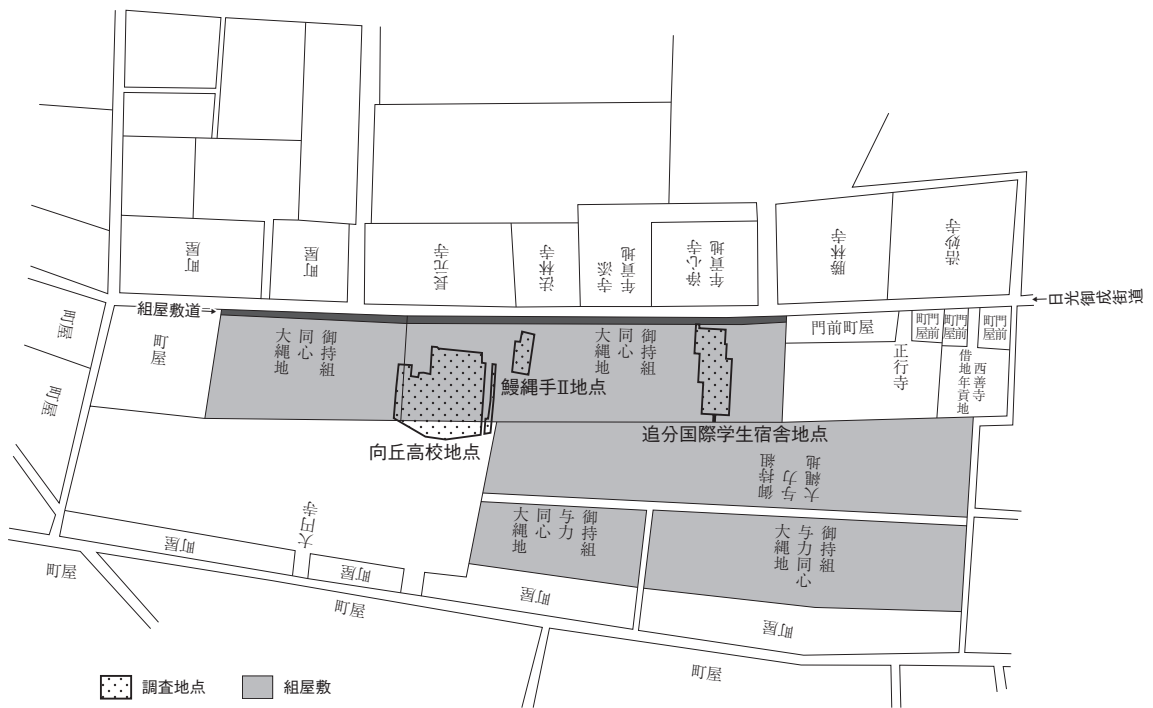 町屋
町屋
長元寺
法林寺
寺添
年貢地
浄心寺
年貢地
勝林寺
浩妙寺
組屋敷道→
←日光御成街道
町屋
町屋
町屋
御持組
同心
大縄地
御持組
同心
大縄地
門前町屋
門前
町屋
門前
町屋
門前
町屋
正行寺
西善寺
借地年貢地
鰻縄手Ⅱ地点
向丘高校地点
追分国際学生宿舎地点
御持組
与力
大縄地
大円寺
御持組
与力
同心
大縄地
御持組
与力同心
大縄地
町屋
町屋
町屋
町屋
町屋
町屋
町屋
調査地点
組屋敷